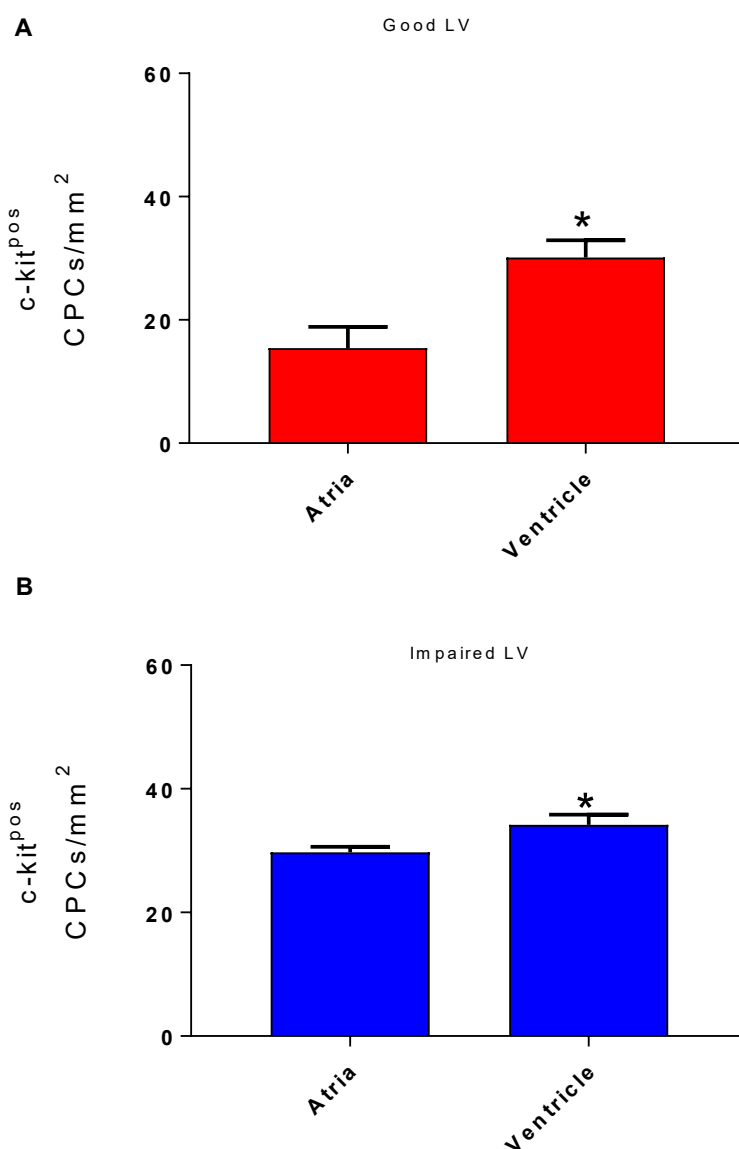 A
Good LV
c-kit^pos
CPCs/mm^2
60
40
20
0
*
Atria
Ventricle
B
Impaired LV
c-kit^pos
CPCs/mm^2
60
40
20
0
*
Atria
Ventricle